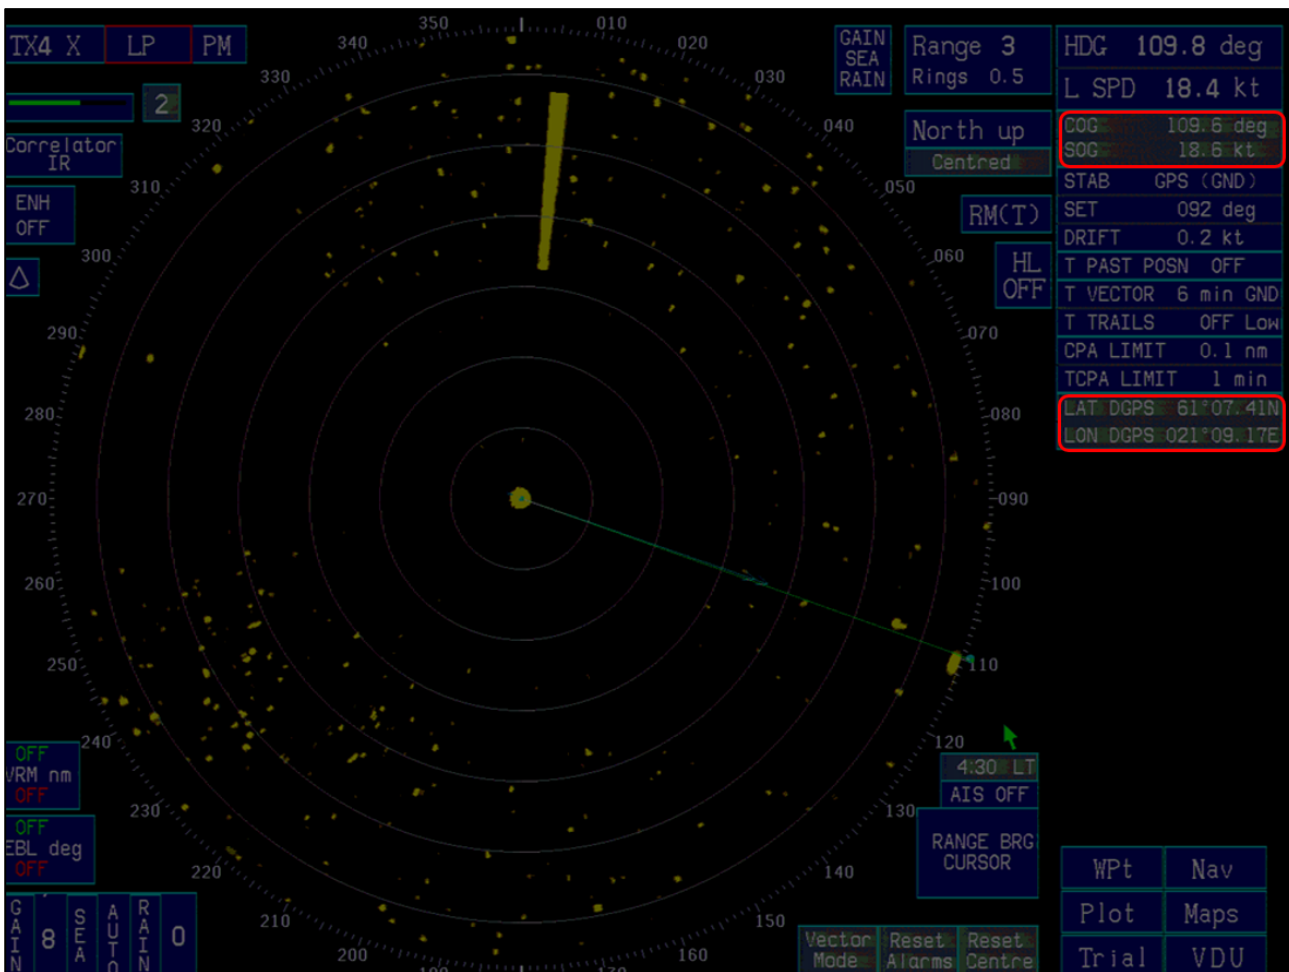 TX4 X
LP
PM
2
Correlator
IR
ENH
OFF
350
010
340
020
330
030
320
040
310
050
300
060
290
070
280
080
270
090
260
100
250
110
240
120
230
130
220
140
210
150
200
160
GAIN
SEA
RAIN
Range 3
Rings 0.5
North up
Centred
RM(T)
HL
OFF
HDG 109.8 deg
L SPD 18.4 kt
COG 109.6 deg
SOG 18.6 kt
STAB GPS (GND)
SET 092 deg
DRIFT 0.2 kt
T PAST POSN OFF
T VECTOR 6 min GND
T TRAILS OFF Low
CPA LIMIT 0.1 nm
TCPA LIMIT 1 min
LAT DGPS 61°07.41N
LON DGPS 021°09.17E
OFF
VRM nm
OFF
OFF
EBL deg
OFF
GAIN
8
SEA
AUTO
RAIN
0
4:30 LT
AIS OFF
RANGE BRG
CURSOR
Vector
Mode
Reset
Alarms
Reset
Centre
WPt
Nav
Plot
Maps
Trial
VDU